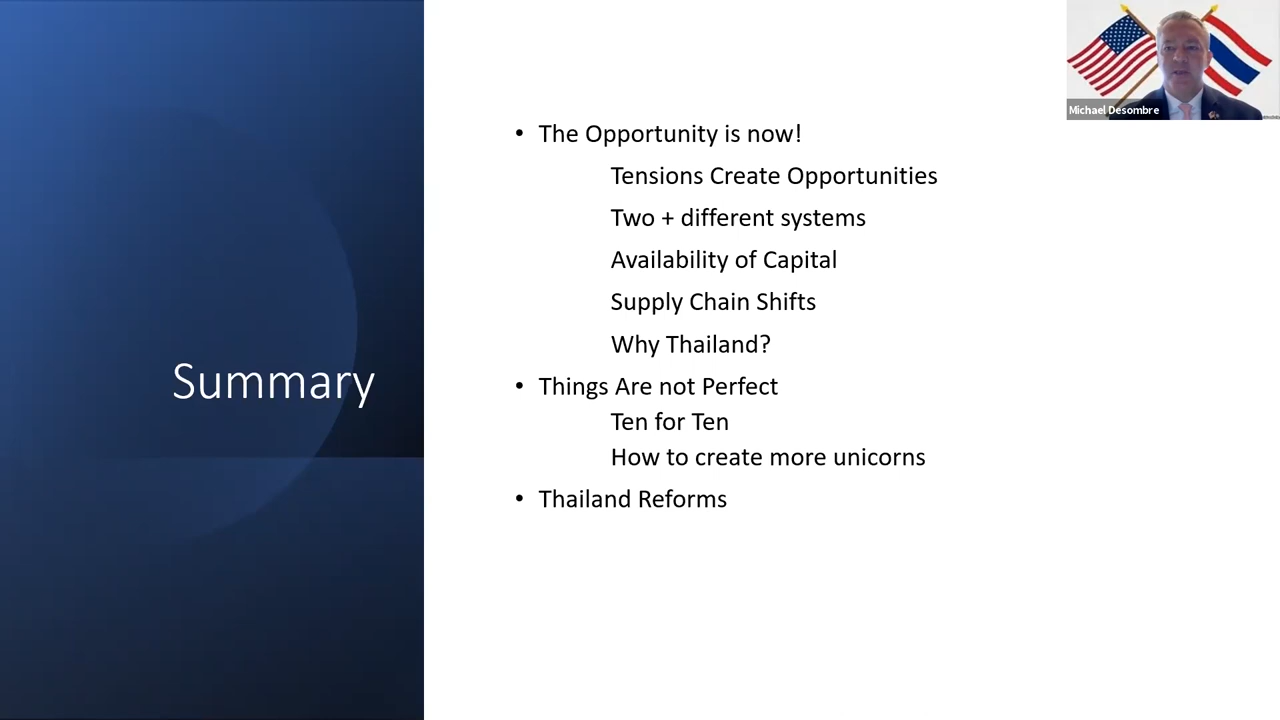 Michael Desombre
• The Opportunity is now!
Tensions Create Opportunities
Two + different systems
Availability of Capital
Supply Chain Shifts
Why Thailand?
Summary
• Things Are not Perfect
Ten for Ten
How to create more unicorns
• Thailand Reforms